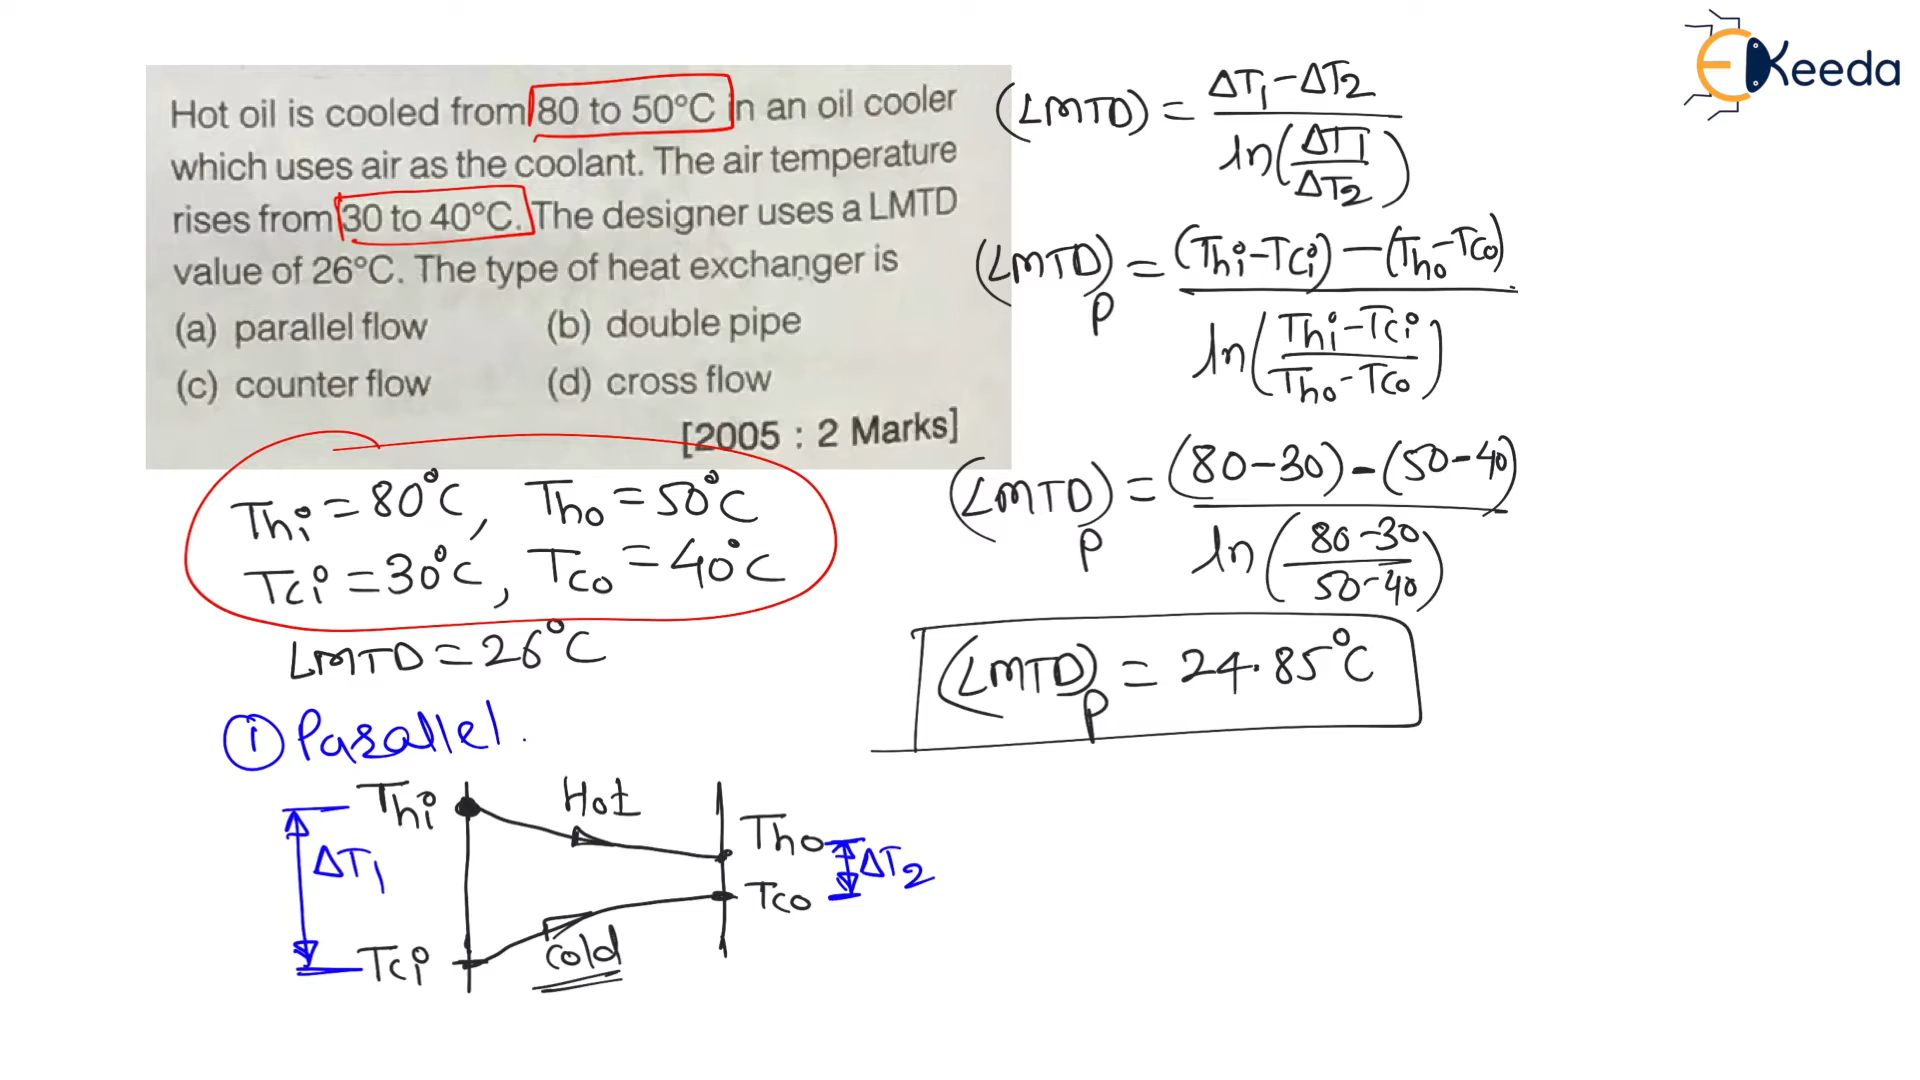 Keeda
Hot oil is cooled from 80 to 50°C in an oil cooler
which uses air as the coolant. The air temperature
rises from 30 to 40°C. The designer uses a LMTD
value of 26°C. The type of heat exchanger is
(a) parallel flow (b) double pipe
(c) counter flow (d) cross flow
[2005 : 2 Marks]
Thi = 80°C, Tho = 50°C
Tci = 30°C, Tco = 40°C
LMTD = 26°C
① Parallel.
Thi Hot Tho
ΔT1 ΔT2
Tci Cold Tco
(LMTD) = ΔT1 - ΔT2
ln(ΔT1/ΔT2)
(LMTD)p = (Thi - Tci) - (Tho - Tco)
ln(Thi - Tci/Tho - Tco)
(LMTD)p = (80 - 30) - (50 - 40)
ln(80 - 30/50 - 40)
(LMTD)p = 24.85°C